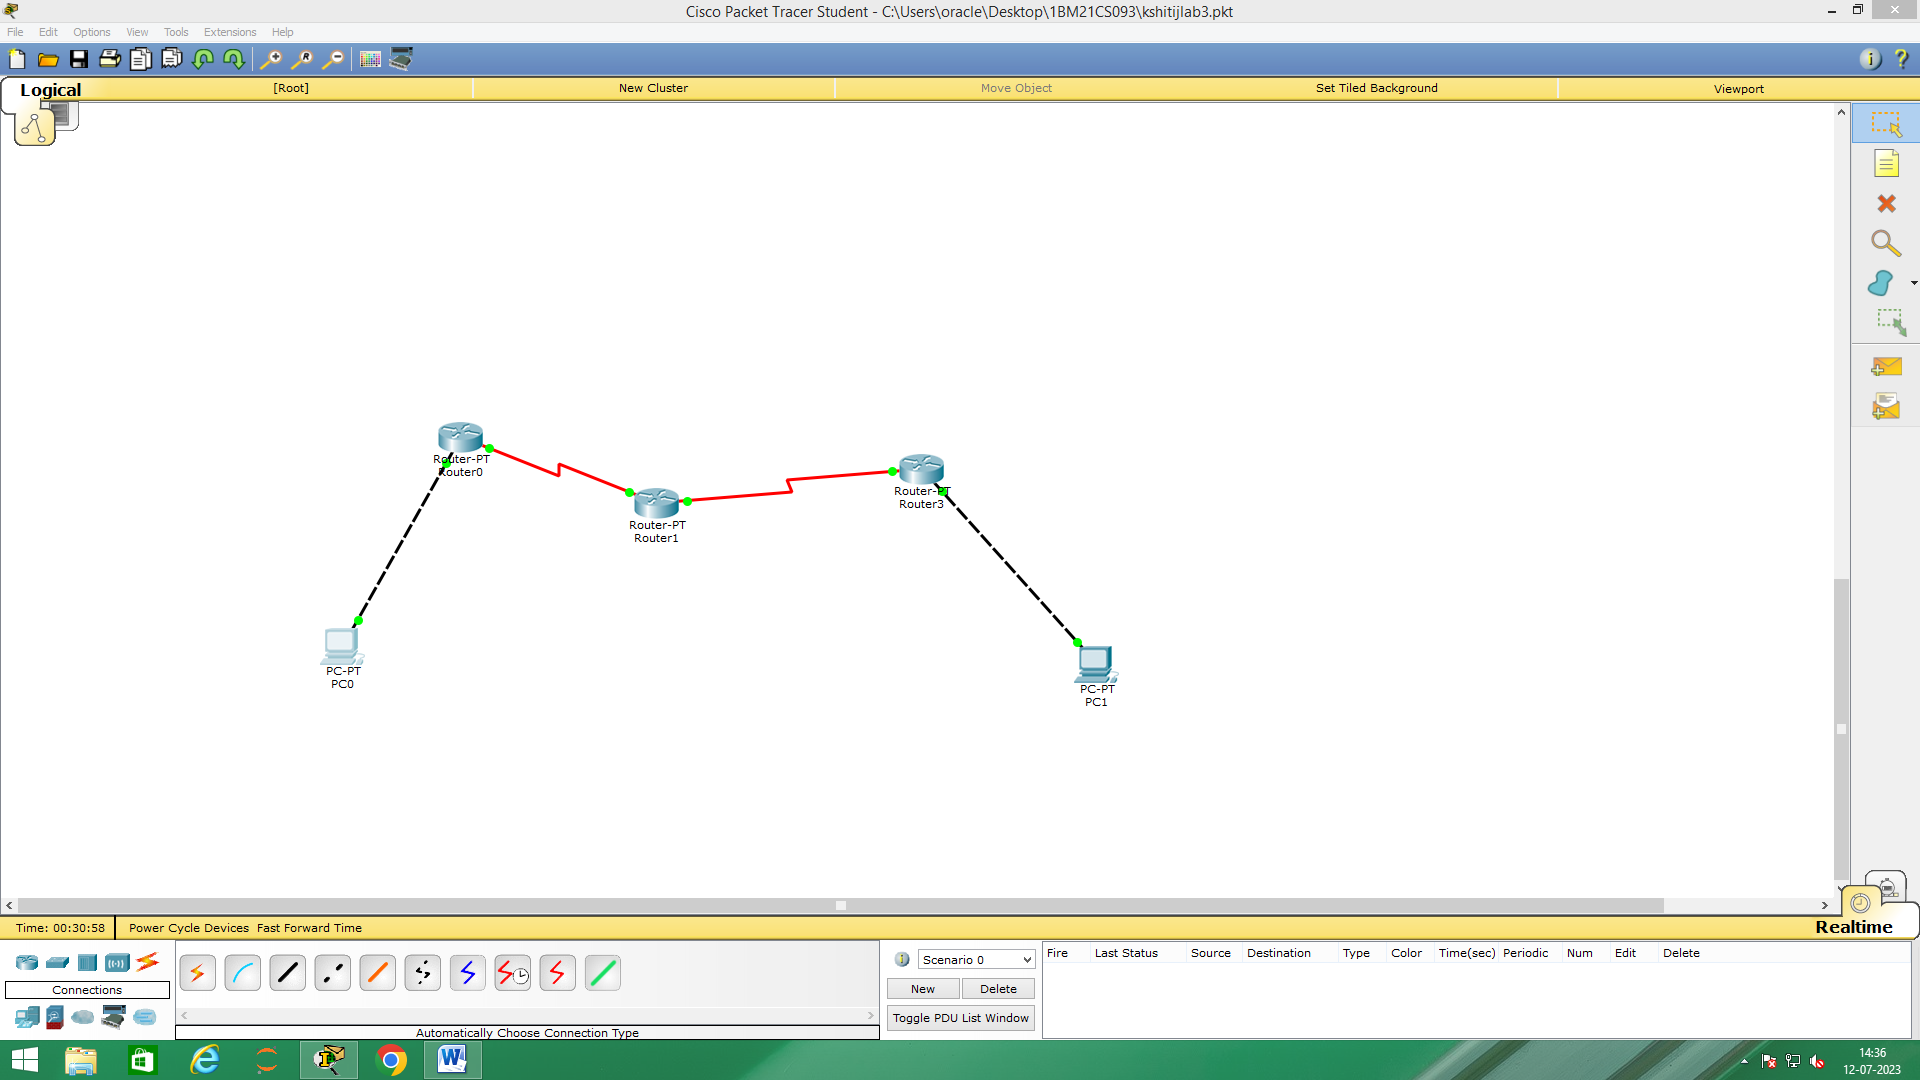 Cisco Packet Tracer Student - C:\Users\oracle\Desktop\1BM21CS093\kshitijlab3.pkt
File Edit Options View Tools Extensions Help
Logical [Root] New Cluster Move Object Set Tiled Background Viewport
Router-PT
Router0
Router-PT
Router1
Router-PT
Router3
PC-PT
PC0
PC-PT
PC1
Time: 00:30:58 Power Cycle Devices Fast Forward Time
Realtime
Connections
Automatically Choose Connection Type
Scenario 0
New Delete
Toggle PDU List Window
Fire Last Status Source Destination Type Color Time(sec) Periodic Num Edit Delete
14:36
12-07-2023